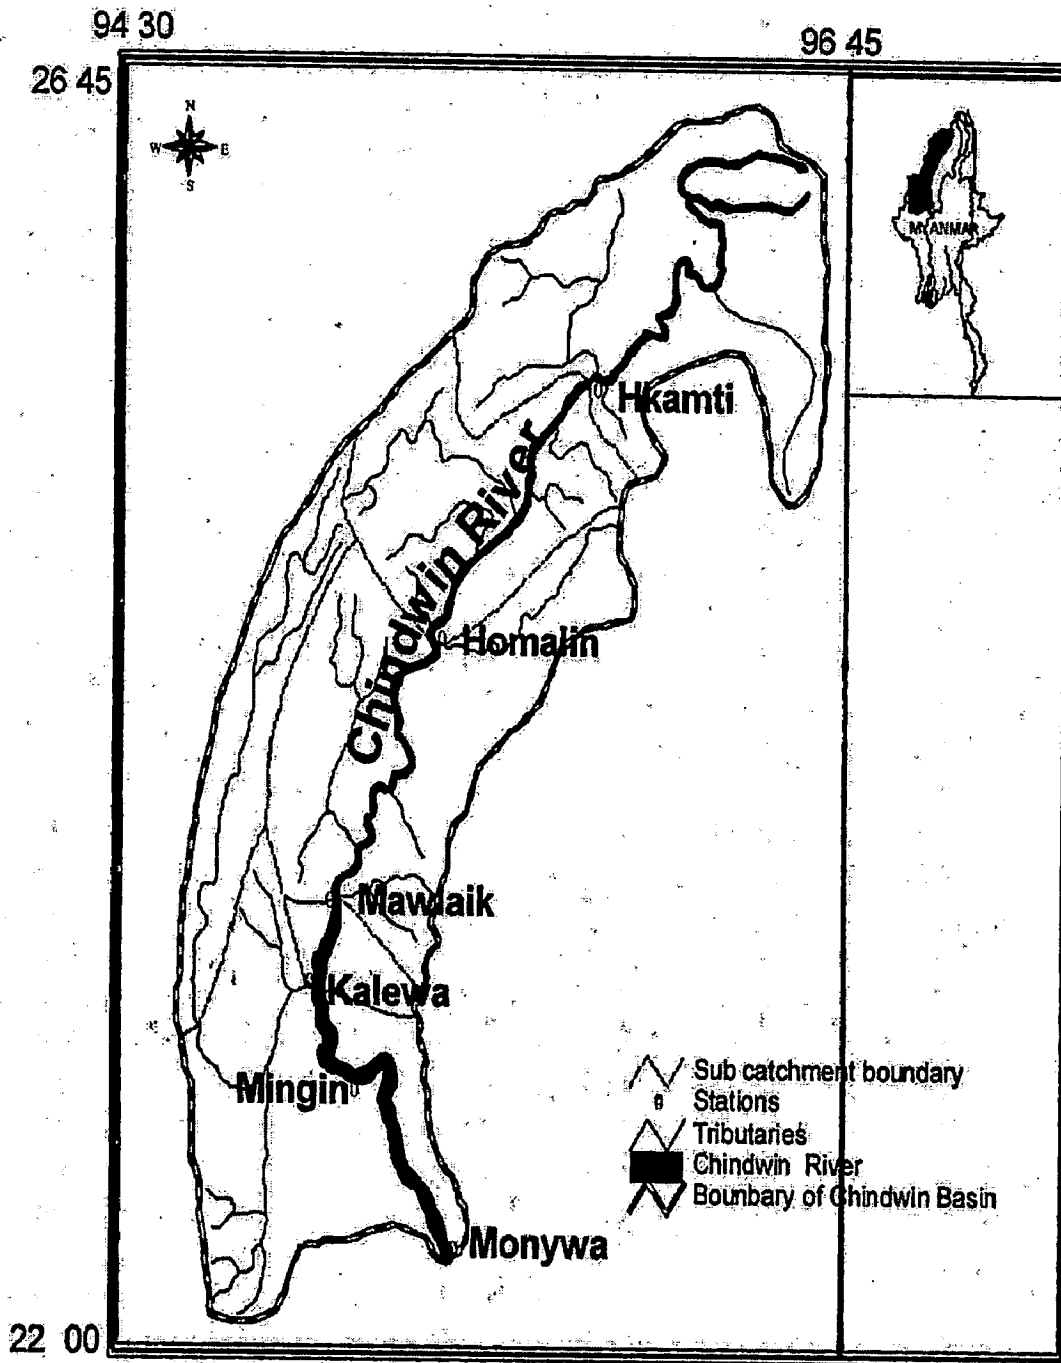 94 30
96 45
26 45
N
W E
S
MYANMAR
Hkamti
Chindwin River
Homalin
Mawlaik
Kalewa
Mingin
Sub catchment boundary
Stations
Tributaries
Chindwin River
Bounbary of Chindwin Basin
Monywa
22 00